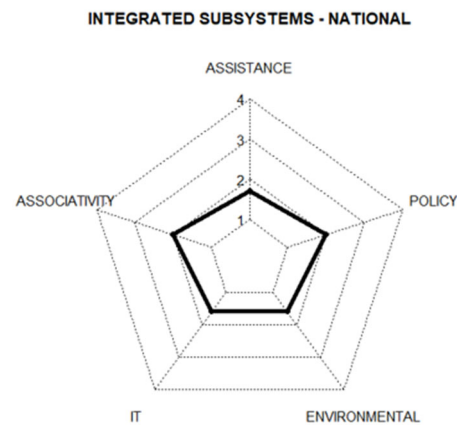 INTEGRATED SUBSYSTEMS - NATIONAL
ASSISTANCE
4
3
2
1
ASSOCIATIVITY
POLICY
IT
ENVIRONMENTAL